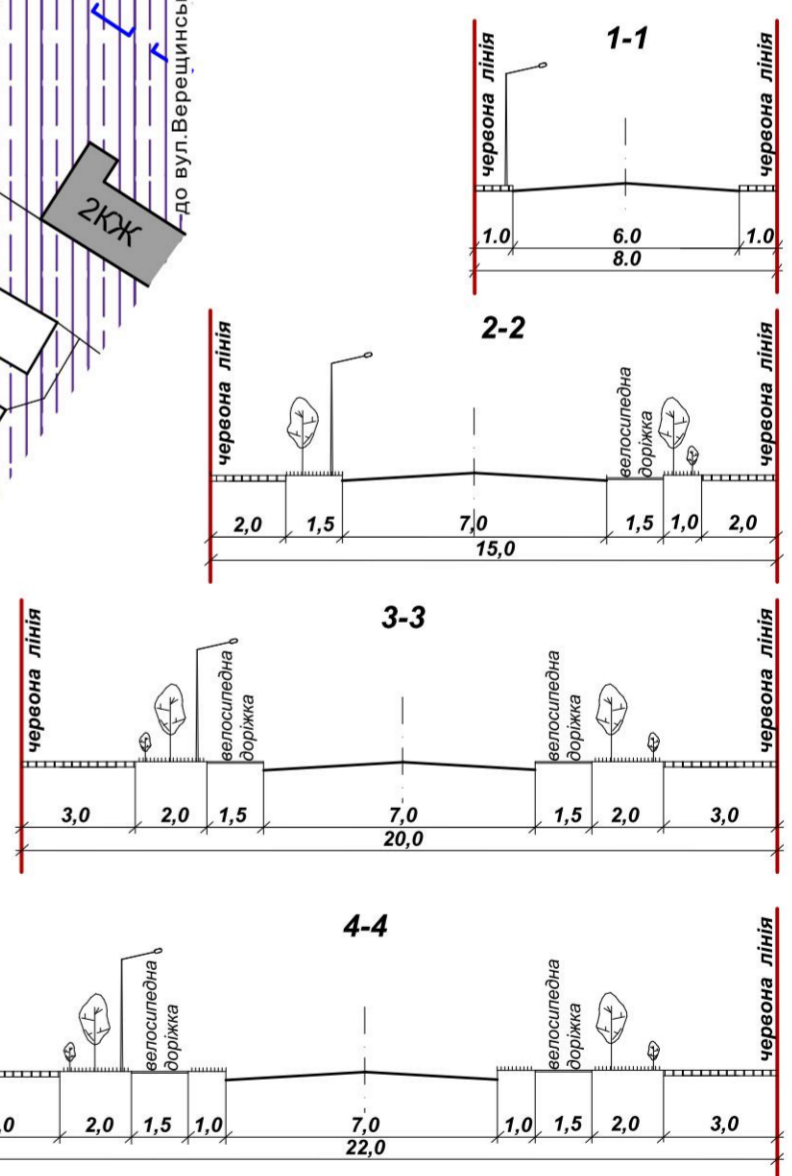 до вул.Верещинсь
2КЖ
1-1
червона лінія
червона лінія
1.0 6.0 1.0
8.0
2-2
червона лінія
велосипедна
доріжка
червона лінія
2,0 1,5 7,0 1,5 1,0 2,0
15,0
3-3
червона лінія
велосипедна
доріжка
велосипедна
доріжка
червона лінія
3,0 2,0 1,5 7,0 1,5 2,0 3,0
20,0
4-4
велосипедна
доріжка
велосипедна
доріжка
червона лінія
,0 2,0 1,5 1,0 7,0 1,0 1,5 2,0 3,0
22,0